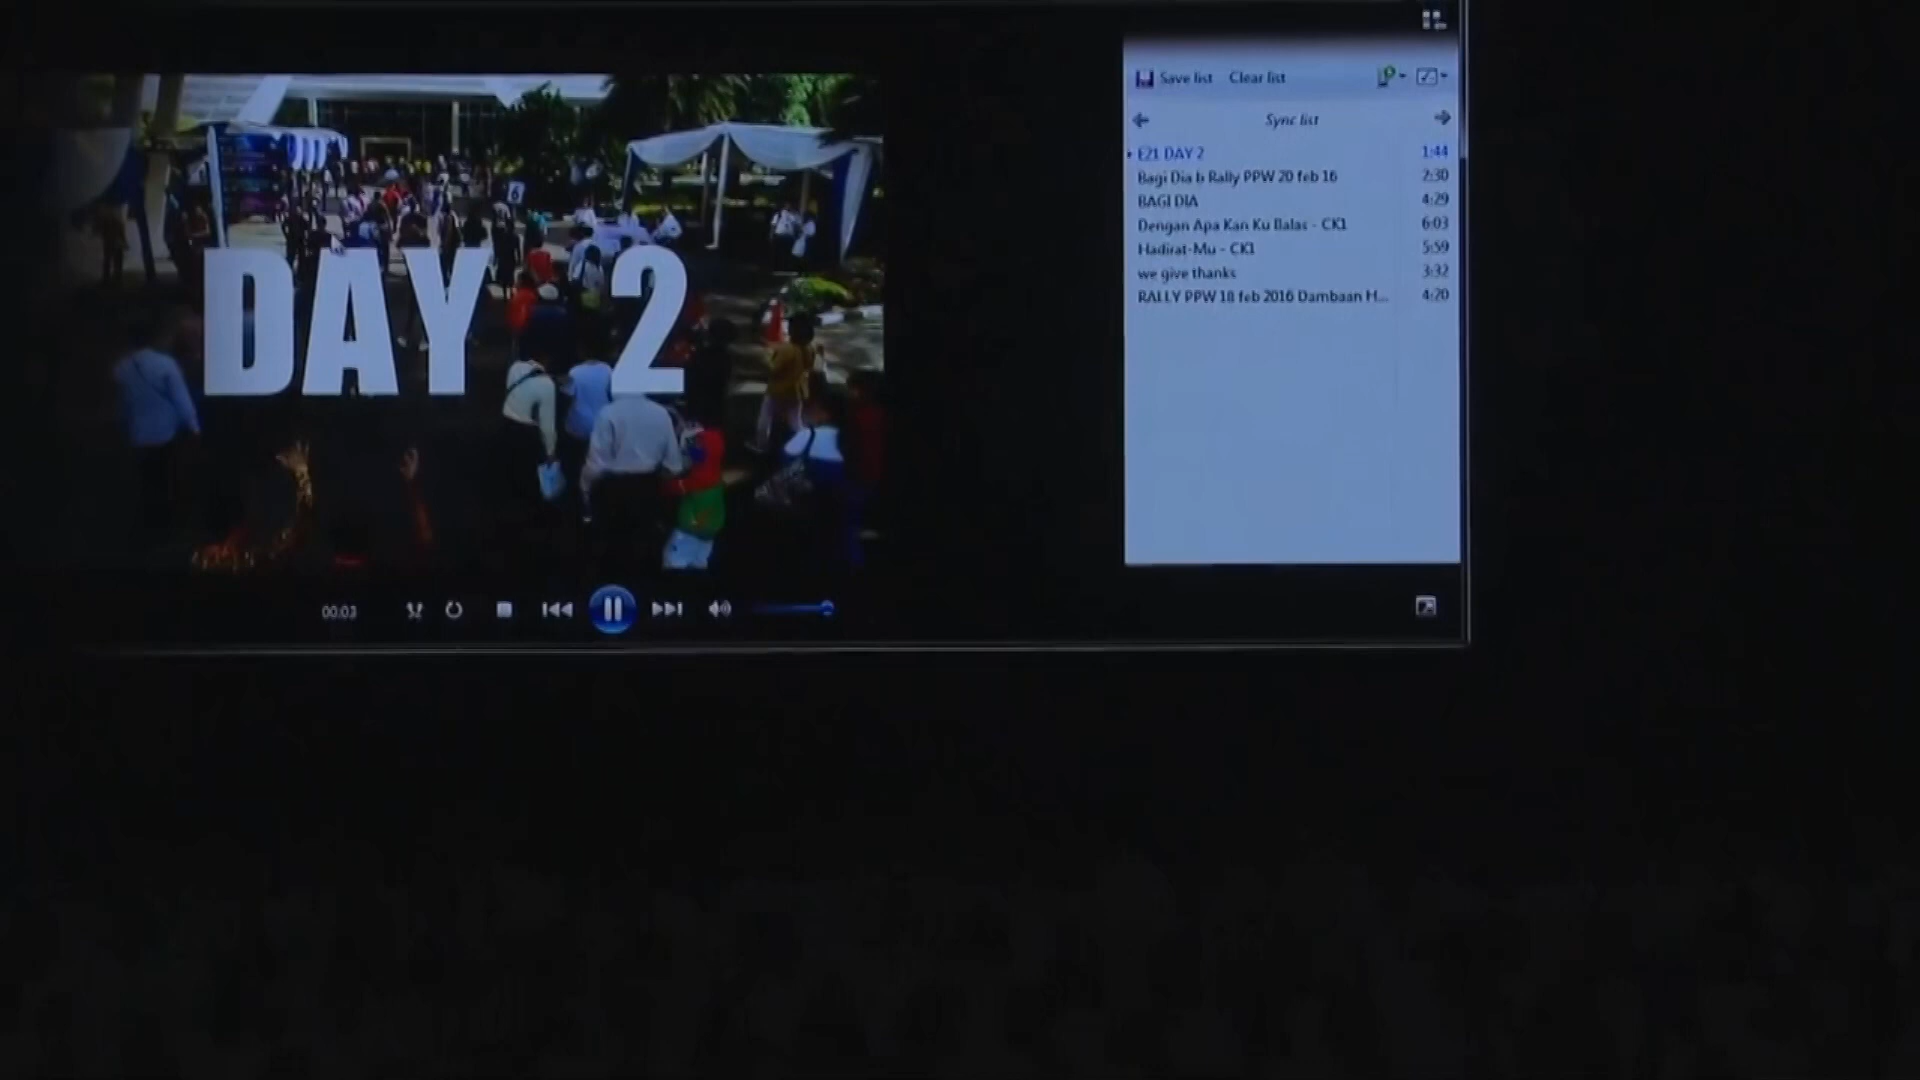 Save list Clear list
Sync list
E21 DAY 2 1:44
Bagi Dia b Rally PPW 20 feb 16 2:30
BAGI DIA 4:29
Dengan Apa Kan Ku Balas - CK1 6:03
Hadirat-Mu - CK1 5:59
we give thanks 3:32
RALLY PPW 18 feb 2016 Dambaan H... 4:20
6
DAY 2
00:03